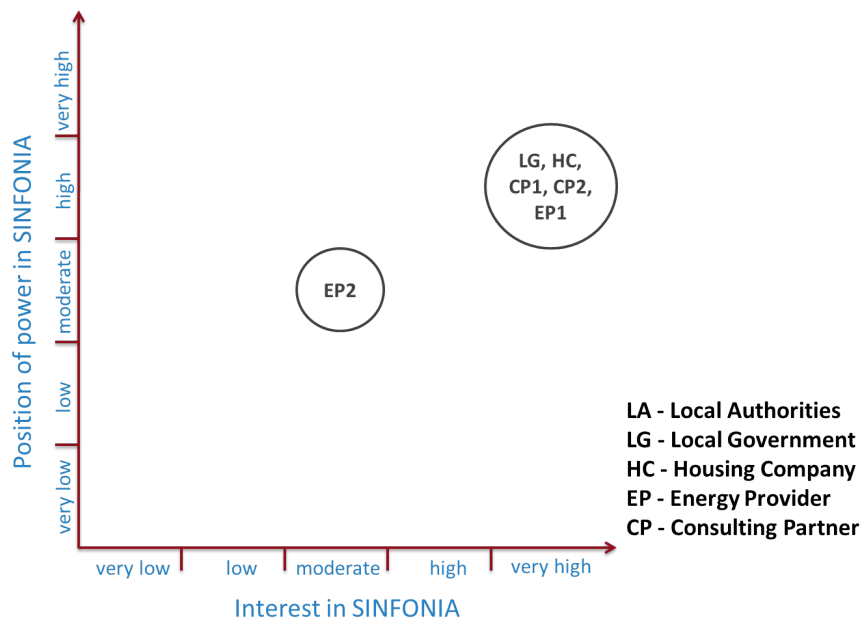 Position of power in SINFONIA
very high
high
moderate
low
very low
LG, HC,
CP1, CP2,
EP1
EP2
LA - Local Authorities
LG - Local Government
HC - Housing Company
EP - Energy Provider
CP - Consulting Partner
very low
low
moderate
high
very high
Interest in SINFONIA